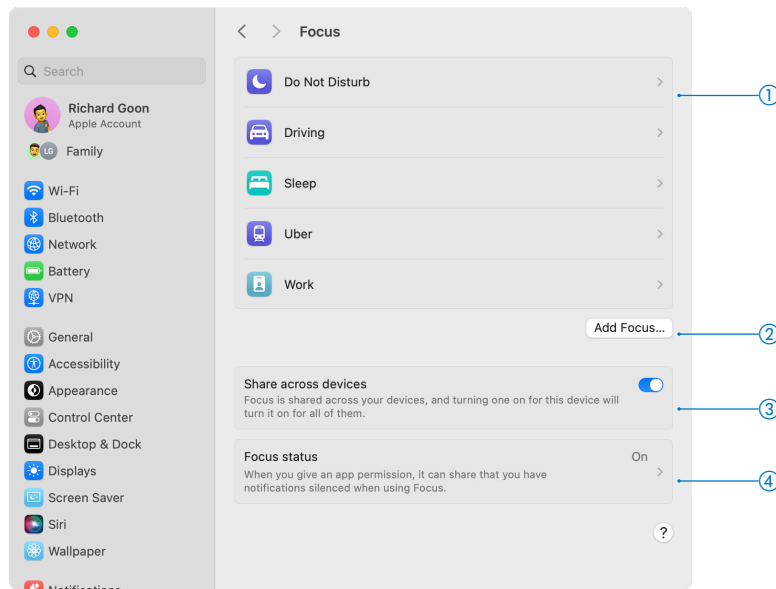 Focus
Search
Richard Goon
Apple Account
LG
Family
Wi-Fi
Bluetooth
Network
Battery
VPN
General
Accessibility
Appearance
Control Center
Desktop & Dock
Displays
Screen Saver
Siri
Wallpaper
Notifications
Do Not Disturb
Driving
Sleep
Uber
Work
Add Focus...
Share across devices
Focus is shared across your devices, and turning one on for this device will
turn it on for all of them.
Focus status
On
When you give an app permission, it can share that you have
notifications silenced when using Focus.
?
1
2
3
4